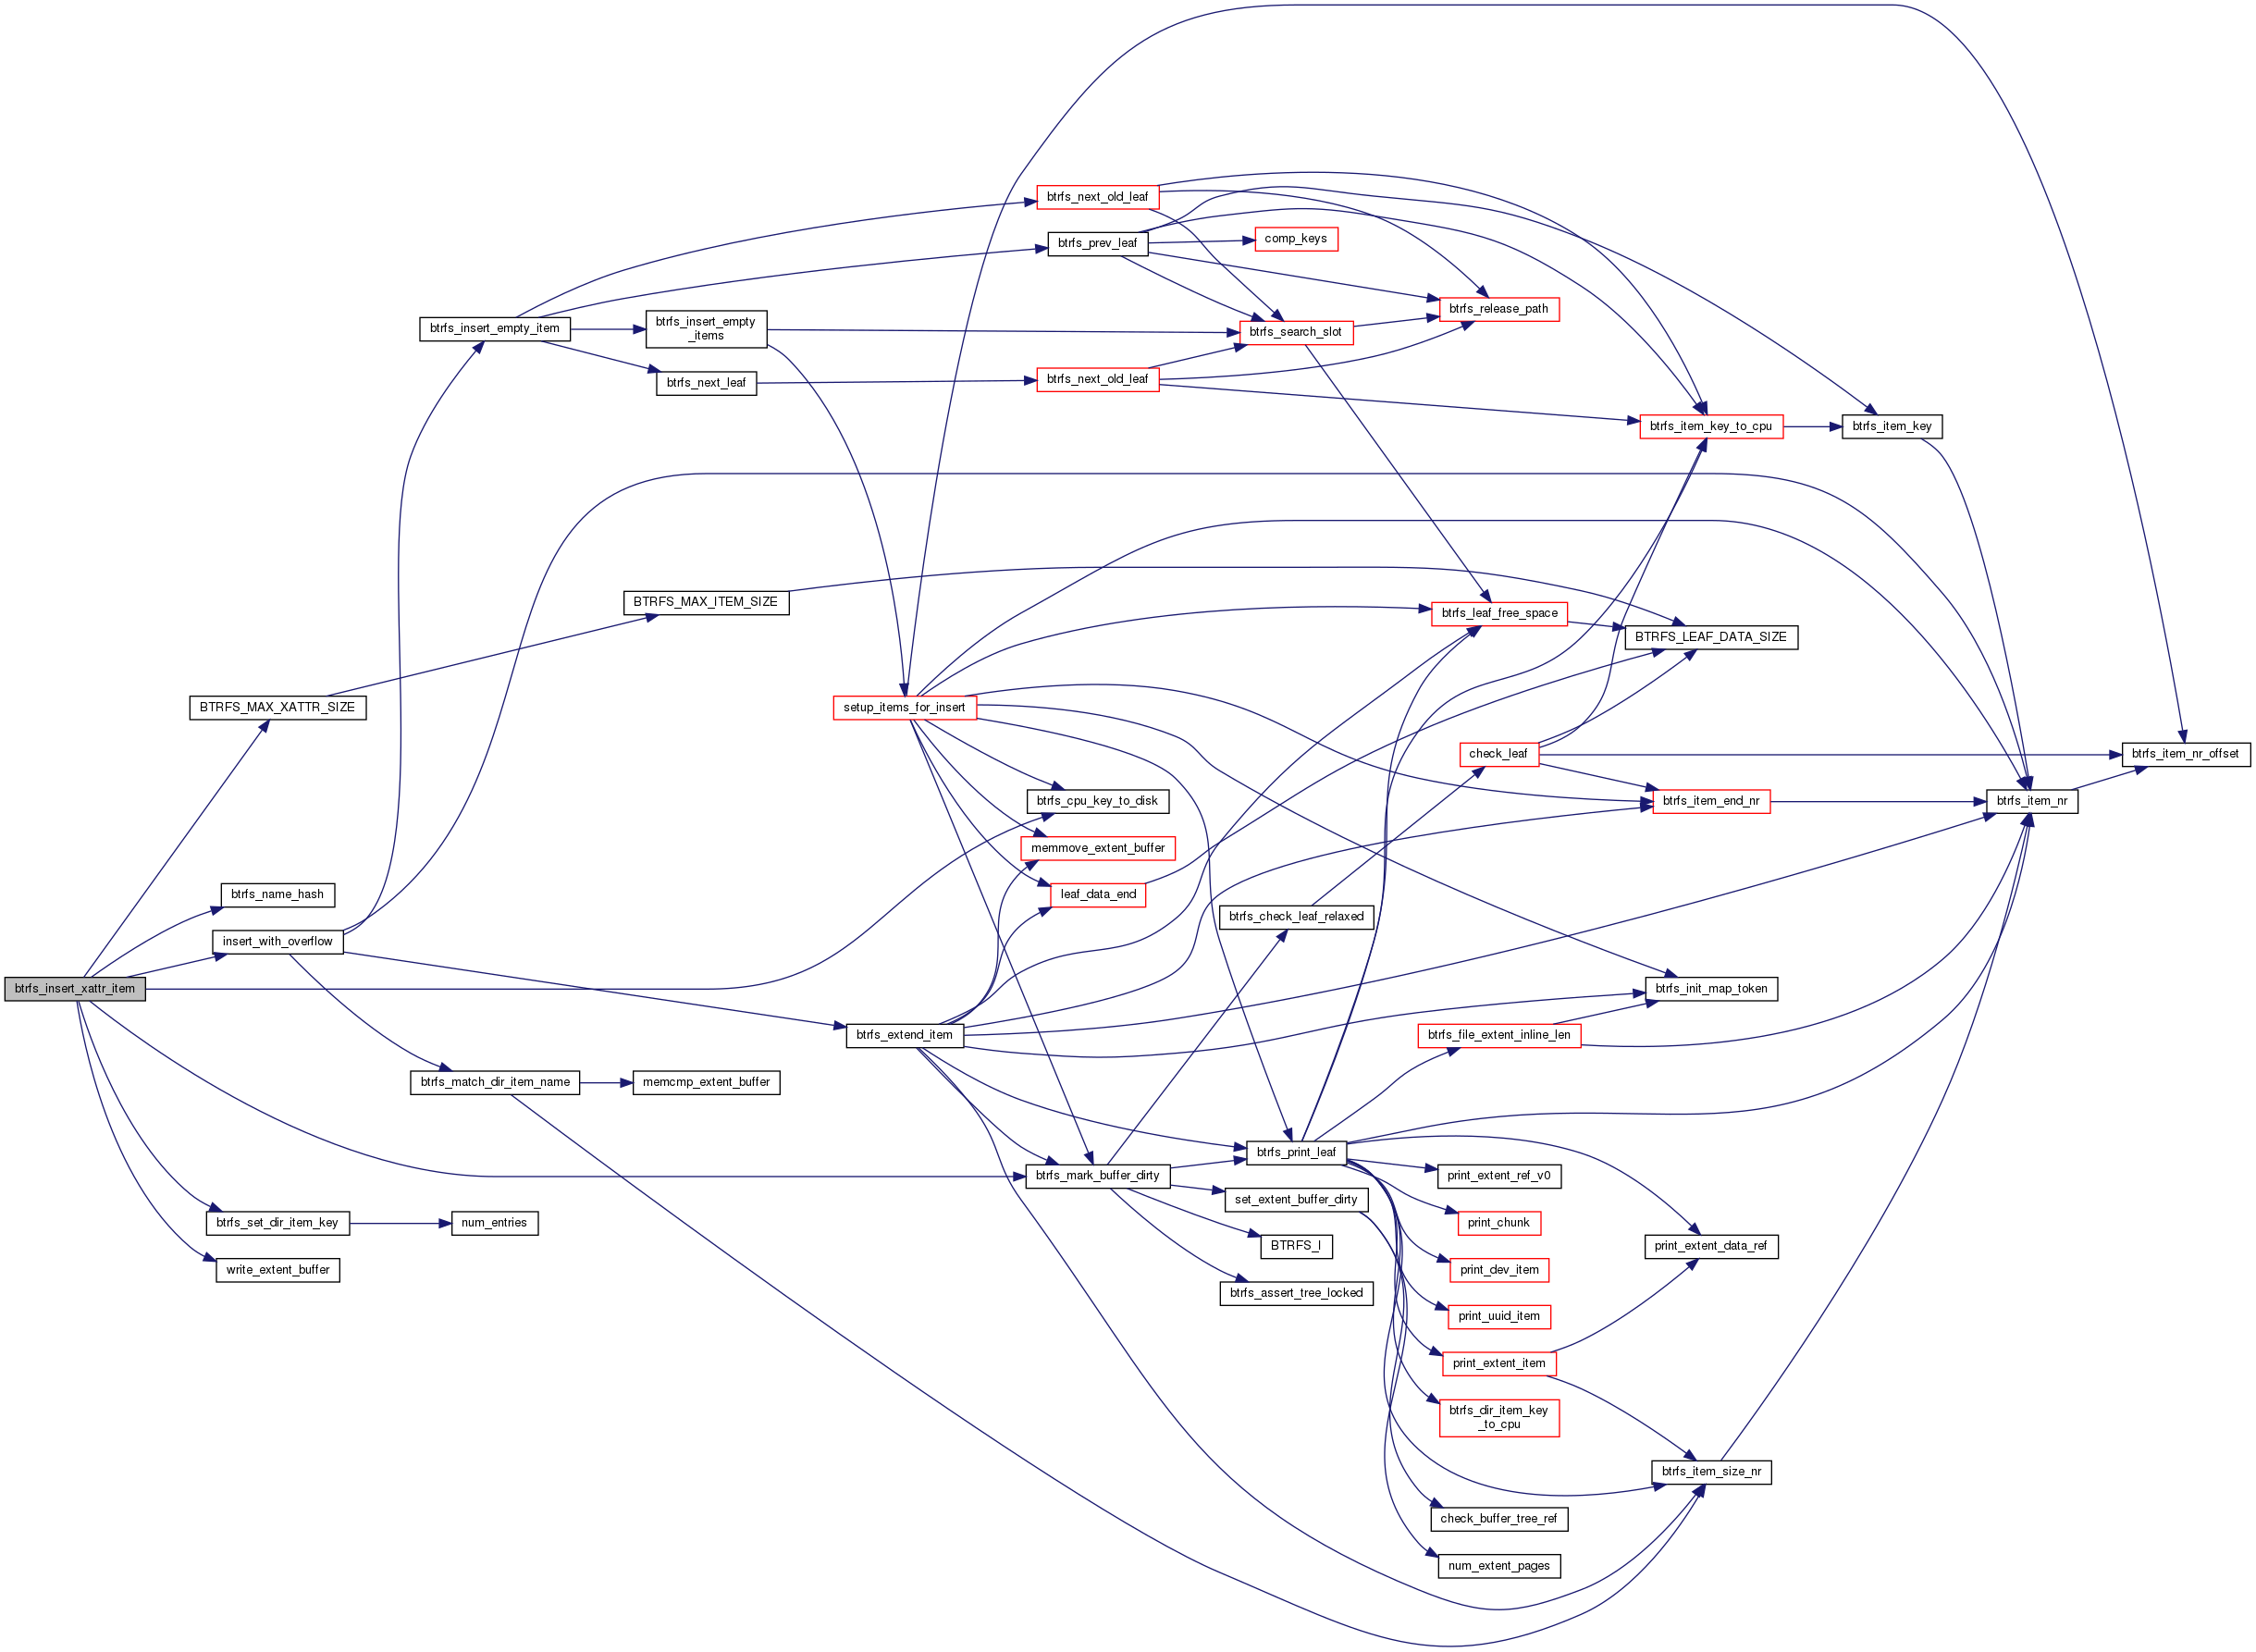 btrfs_next_old_leaf
btrfs_prev_leaf
comp_keys
btrfs_release_path
btrfs_insert_empty_item
btrfs_insert_empty
_items
btrfs_search_slot
btrfs_next_leaf
btrfs_next_old_leaf
btrfs_item_key_to_cpu
btrfs_item_key
BTRFS_MAX_ITEM_SIZE
btrfs_leaf_free_space
BTRFS_LEAF_DATA_SIZE
BTRFS_MAX_XATTR_SIZE
setup_items_for_insert
check_leaf
btrfs_item_nr_offset
btrfs_cpu_key_to_disk
btrfs_item_end_nr
btrfs_item_nr
memmove_extent_buffer
btrfs_name_hash
leaf_data_end
btrfs_check_leaf_relaxed
insert_with_overflow
btrfs_insert_xattr_item
btrfs_init_map_token
btrfs_extend_item
btrfs_file_extent_inline_len
btrfs_match_dir_item_name
memcmp_extent_buffer
btrfs_print_leaf
btrfs_mark_buffer_dirty
print_extent_ref_v0
set_extent_buffer_dirty
btrfs_set_dir_item_key
num_entries
print_chunk
BTRFS_I
print_extent_data_ref
write_extent_buffer
print_dev_item
btrfs_assert_tree_locked
print_uuid_item
print_extent_item
btrfs_dir_item_key
_to_cpu
btrfs_item_size_nr
check_buffer_tree_ref
num_extent_pages